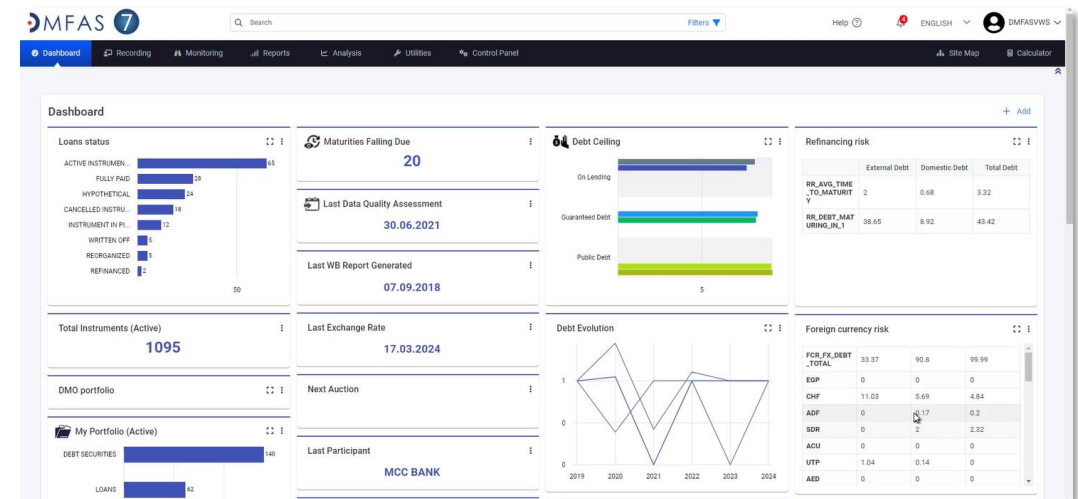 DMFAS 7
Search
Filters
Help
4
ENGLISH
DMFASVWS
Dashboard
Recording
Monitoring
Reports
Analysis
Utilities
Control Panel
Site Map
Calculator
Dashboard
+ Add
Loans status
ACTIVE INSTRUMEN... 65
FULLY PAID 28
HYPOTHETICAL 24
CANCELLED INSTRU... 18
INSTRUMENT IN PI... 12
WRITTEN OFF 5
REORGANIZED 5
REFINANCED 2
50
Total Instruments (Active)
1095
DMO portfolio
My Portfolio (Active)
DEBT SECURITIES 140
LOANS 62
Maturities Falling Due
20
Last Data Quality Assessment
30.06.2021
Last WB Report Generated
07.09.2018
Last Exchange Rate
17.03.2024
Next Auction
Last Participant
MCC BANK
Debt Ceiling
On Lending
Guaranteed Debt
Public Debt
5
Debt Evolution
1
0
0
2019 2020 2021 2022 2023 2024
Refinancing risk
External Debt Domestic Debt Total Debt
RR_AVG_TIME
_TO_MATURIT
Y
2 0.68 3.32
RR_DEBT_MAT
URING_IN_1
38.65 8.92 43.42
Foreign currency risk
FCR_FX_DEBT
_TOTAL
33.37 90.8 99.99
EGP 0 0 0
CHF 11.03 5.69 4.84
ADF 0 0.17 0.2
SDR 0 2 2.32
ACU 0 0 0
UTP 1.04 0.14 0
AED 0 0 0